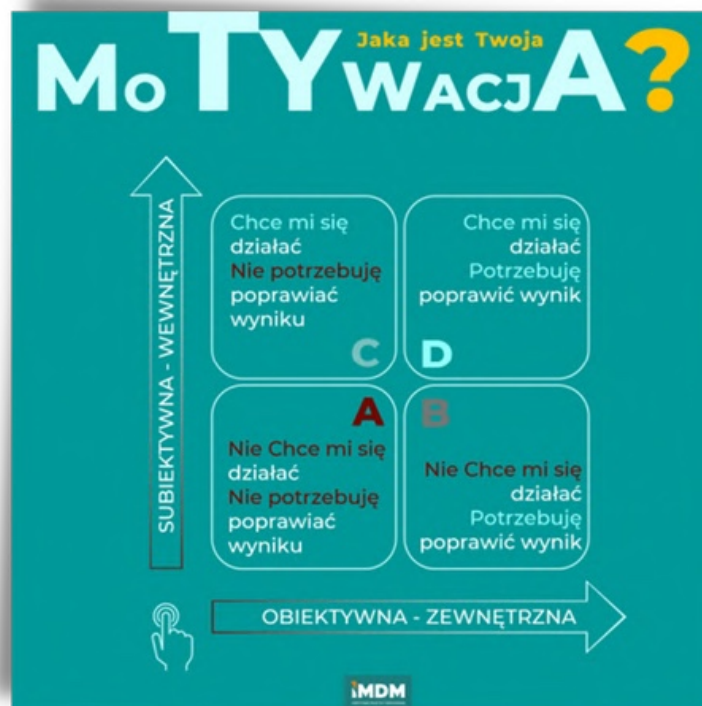 Jaka jest Twoja
MoTYWACJA?
SUBIEKTYWNA - WEWNĘTRZNA
Chce mi się
działać
Nie potrzebuję
poprawiać
wyniku
C
Chce mi się
działać
Potrzebuję
poprawić wynik
D
A
Nie Chce mi się
działać
Nie potrzebuję
poprawiać
wyniku
B
Nie Chce mi się
działać
Potrzebuję
poprawić wynik
OBIEKTYWNA - ZEWNĘTRZNA
iMDM